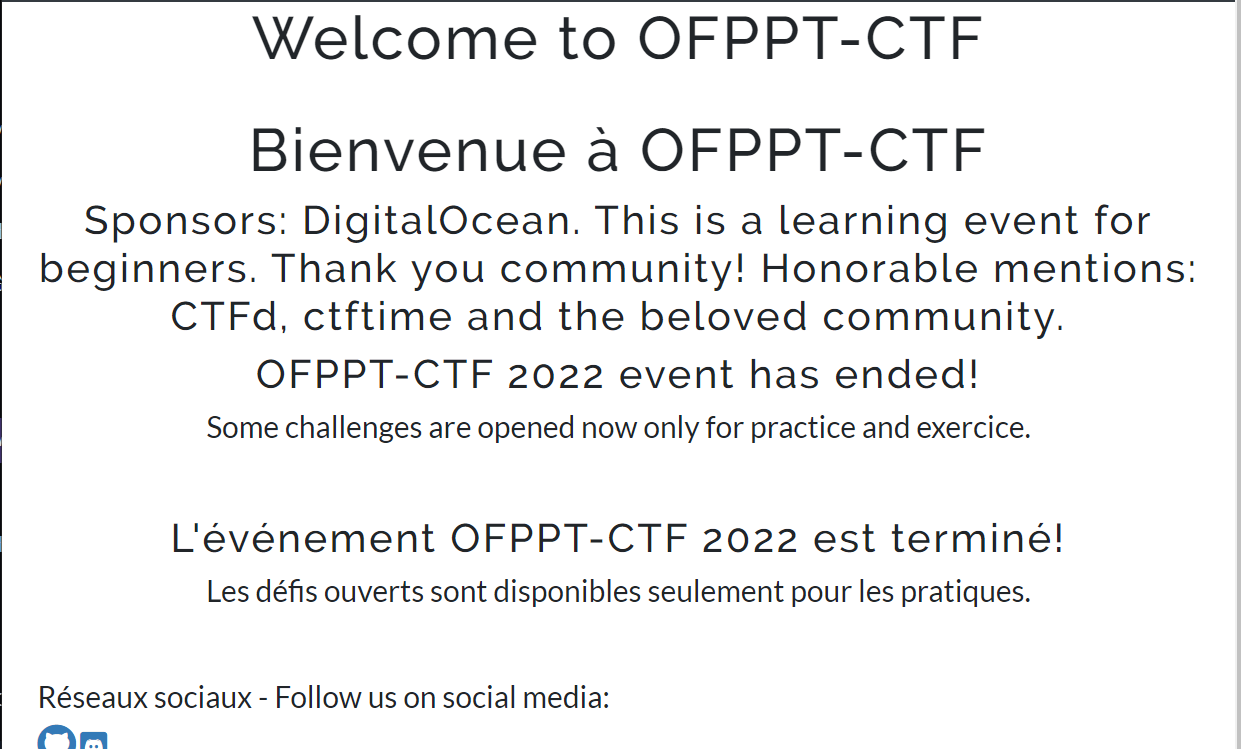 Welcome to OFPPT-CTF
Bienvenue à OFPPT-CTF
Sponsors: DigitalOcean. This is a learning event for
beginners. Thank you community! Honorable mentions:
CTFd, ctftime and the beloved community.
OFPPT-CTF 2022 event has ended!
Some challenges are opened now only for practice and exercice.
L'événement OFPPT-CTF 2022 est terminé!
Les défis ouverts sont disponibles seulement pour les pratiques.
Réseaux sociaux - Follow us on social media: